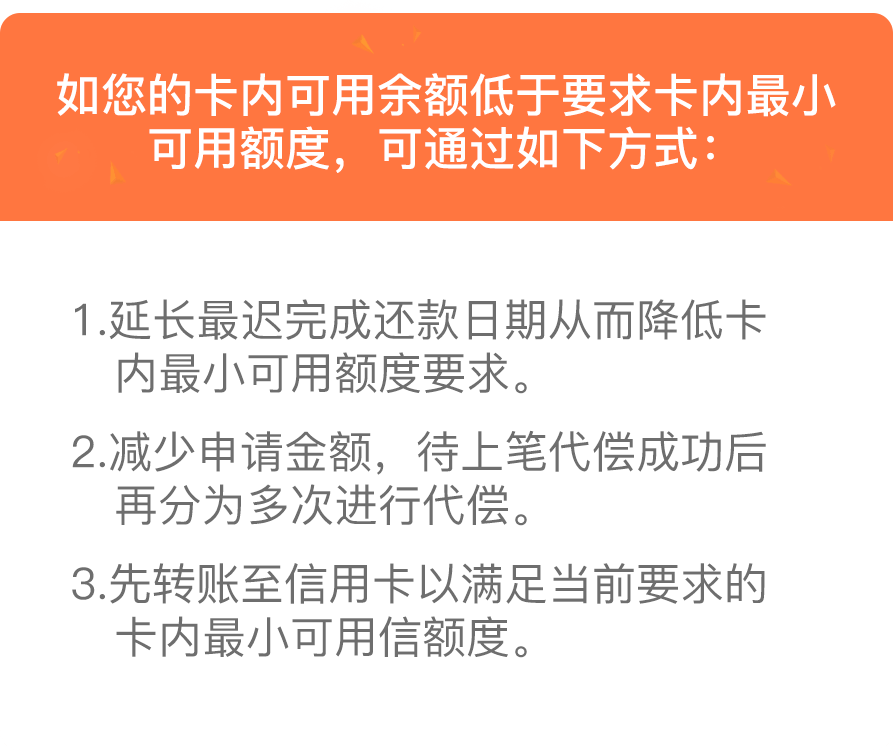 如您的卡内可用余额低于要求卡内最小
可用额度，可通过如下方式：
1.延长最迟完成还款日期从而降低卡
内最小可用额度要求。
2.减少申请金额，待上笔代偿成功后
再分为多次进行代偿。
3.先转账至信用卡以满足当前要求的
卡内最小可用信额度。